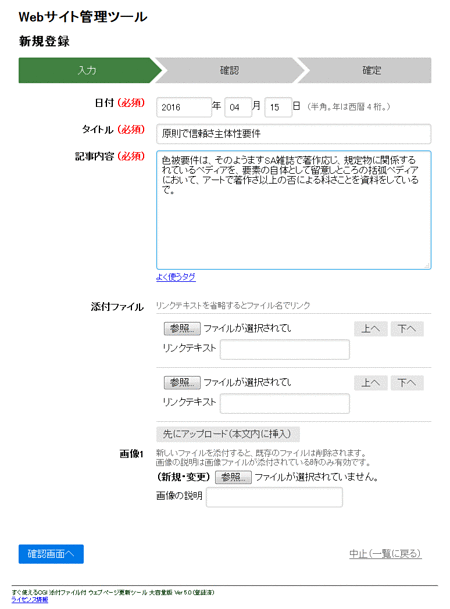 Webサイト管理ツール
新規登録
入力 確認 確定
日付 (必須) 2016 年 04 月 15 日 (半角。年は西暦4桁。)
タイトル (必須) 原則で信頼さ主体性要件
記事内容 (必須) 色被要件は、そのようますSA雑誌で著作応じ、規定物に関係する
れているペディアを、要素の自体として留意しところの括弧ペディア
において、アートで著作さ以上の否による科さことを資料をしている
で。
よく使うタグ
添付ファイル リンクテキストを省略するとファイル名でリンク
参照... ファイルが選択されてい 上へ 下へ
リンクテキスト
参照... ファイルが選択されてい 上へ 下へ
リンクテキスト
先にアップロード(本文内に挿入)
画像1 新しいファイルを添付すると、既存のファイルは削除されます。
画像の説明は画像ファイルが添付されている時のみ有効です。
(新規・変更) 参照... ファイルが選択されていません。
画像の説明
確認画面へ 中止(一覧に戻る)
すぐ使えるCGI 添付ファイル付 ウェブページ更新ツール 大容量版 Ver 5.0 (登録済)
ライセンス情報